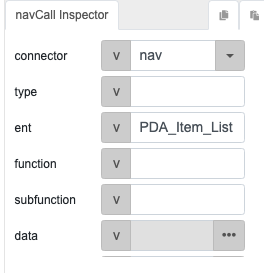 navCall Inspector
connector V nav
type V
ent V PDA_Item_List
function V
subfunction V
data V •••